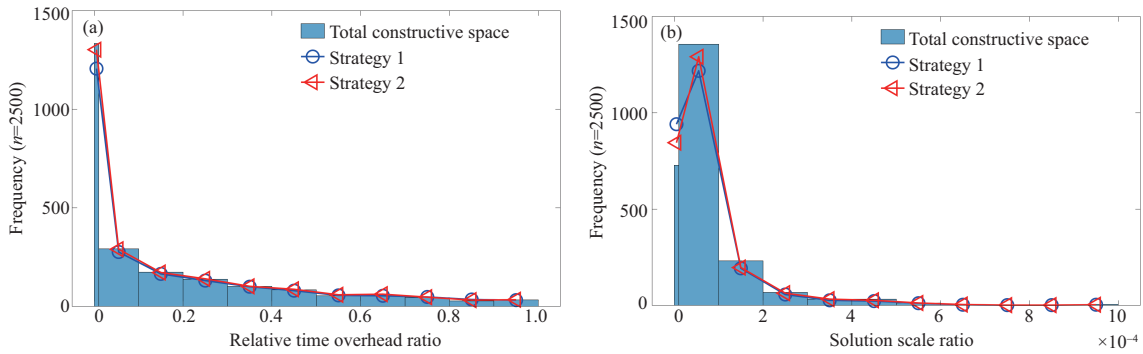 (a)
Total constructive space
Strategy 1
Strategy 2
1500
1000
500
0
Frequency (n=2500)
0 0.2 0.4 0.6 0.8 1.0
Relative time overhead ratio
(b)
Total constructive space
Strategy 1
Strategy 2
1500
1000
500
0
Frequency (n=2500)
0 2 4 6 8 10
×10⁻⁴
Solution scale ratio